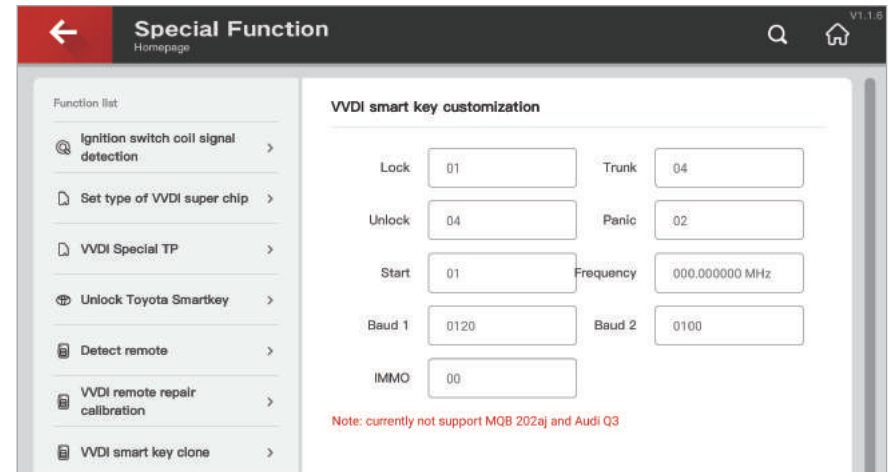 Special Function
Homepage
V1.1.6
Function list
Ignition switch coil signal
detection
Set type of VVDI super chip
VVDI Special TP
Unlock Toyota Smartkey
Detect remote
VVDI remote repair
calibration
VVDI smart key clone
VVDI smart key customization
Lock 01 Trunk 04
Unlock 04 Panic 02
Start 01 Frequency 000.000000 MHz
Baud 1 0120 Baud 2 0100
IMMO 00
Note: currently not support MQB 202aj and Audi Q3